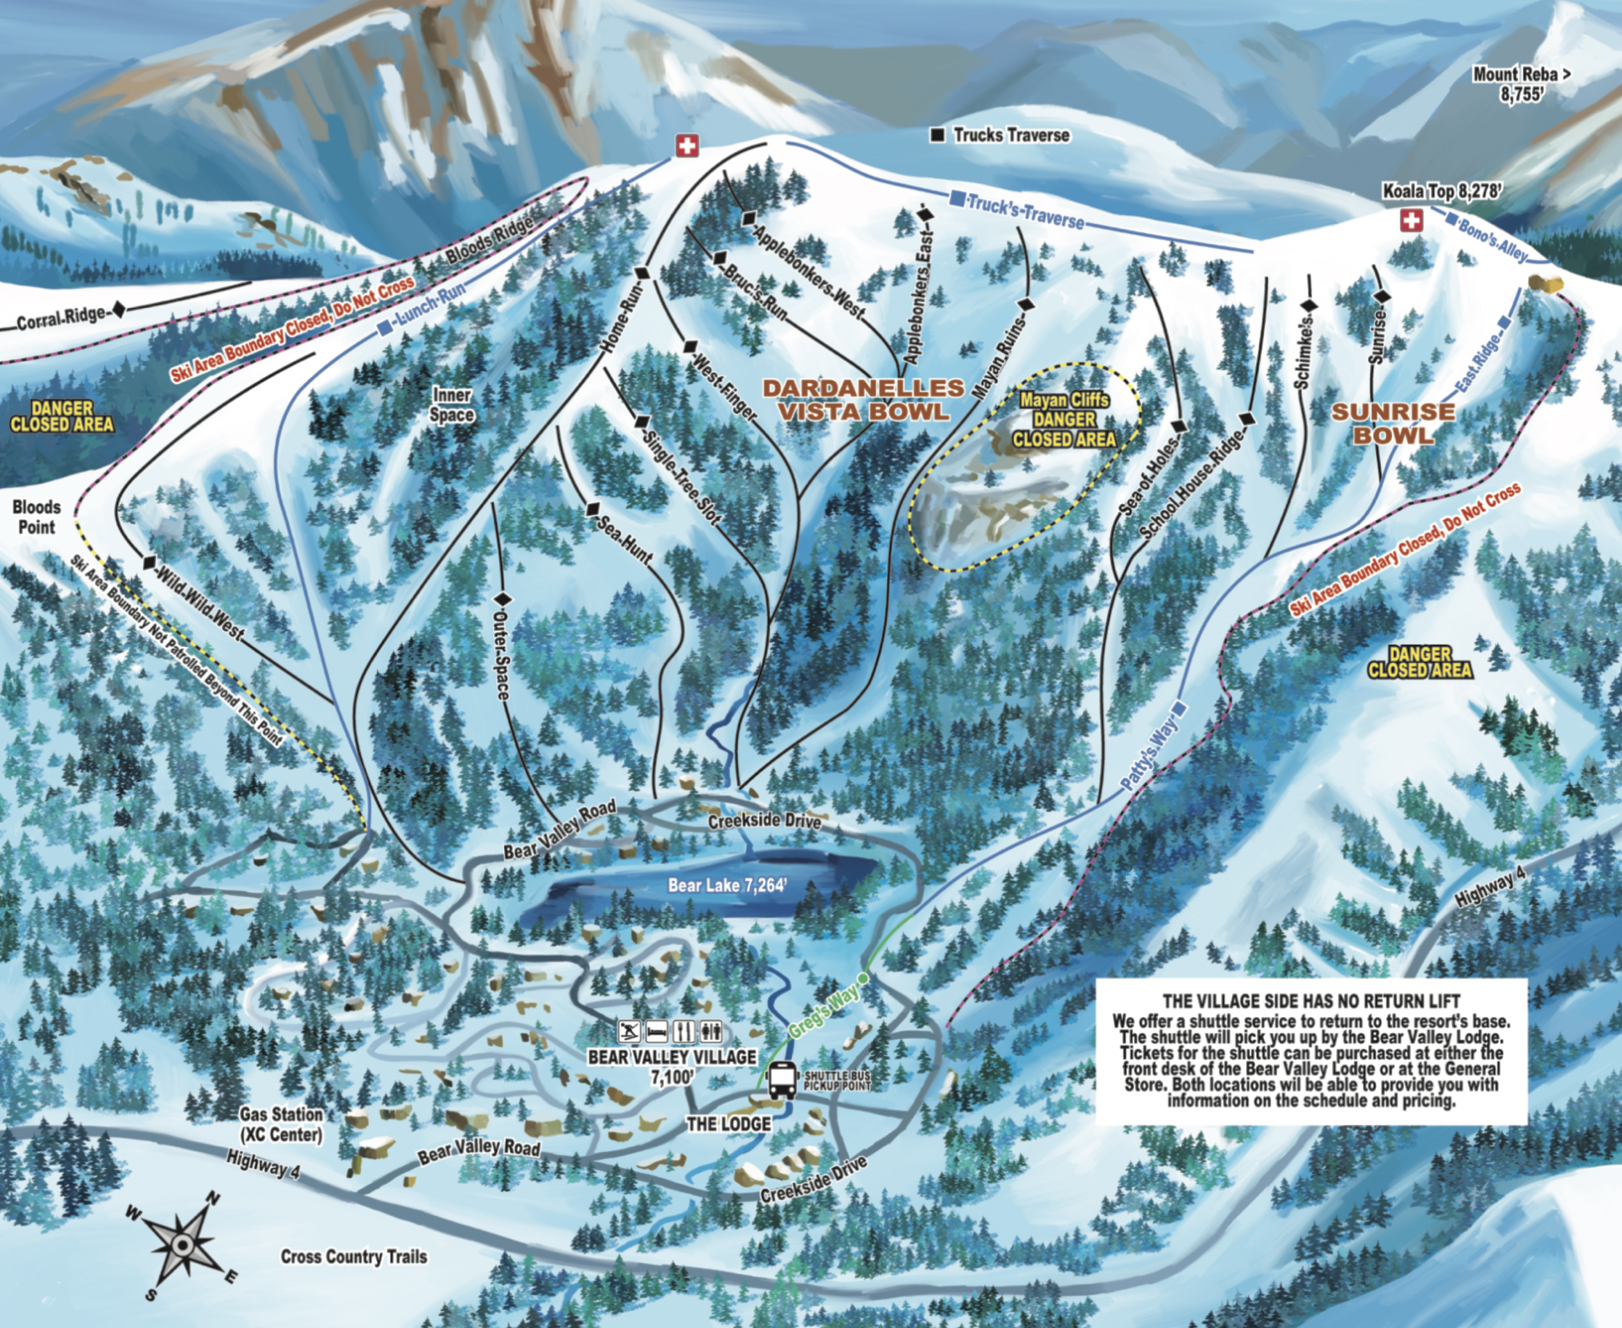 Mount Reba >
8,755'
Trucks Traverse
Koala Top 8,278'
Bono's Alley
Truck's Traverse
Bloods Ridge
Corral Ridge
Ski Area Boundary Closed, Do Not Cross
Lunch Run
Home Run
Applebonkers West
Bruc's Run
Applebonkers East
Mayan Ruins
Schimke's
Sunrise
East Ridge
West Finger
DARDANELLES
VISTA BOWL
Mayan Cliffs
DANGER
CLOSED AREA
SUNRISE
BOWL
DANGER
CLOSED AREA
Inner
Space
Single Tree Slot
Sea of Holes
School House Ridge
Bloods
Point
Sea Hunt
Ski Area Boundary Closed, Do Not Cross
Wild Wild West
Ski Area Boundary Not Patrolled Beyond This Point
Outer Space
DANGER
CLOSED AREA
Patty's Way
Bear Valley Road
Creekside Drive
Bear Lake 7,264'
Highway 4
Greg's Way
BEAR VALLEY VILLAGE
7,100'
SHUTTLE BUS
PICKUP POINT
THE LODGE
THE VILLAGE SIDE HAS NO RETURN LIFT
We offer a shuttle service to return to the resort's base.
The shuttle will pick you up by the Bear Valley Lodge.
Tickets for the shuttle can be purchased at either the
front desk of the Bear Valley Lodge or at the General
Store. Both locations wil be able to provide you with
information on the schedule and pricing.
Gas Station
(XC Center)
Highway 4
Bear Valley Road
Creekside Drive
N
W
E
S
Cross Country Trails